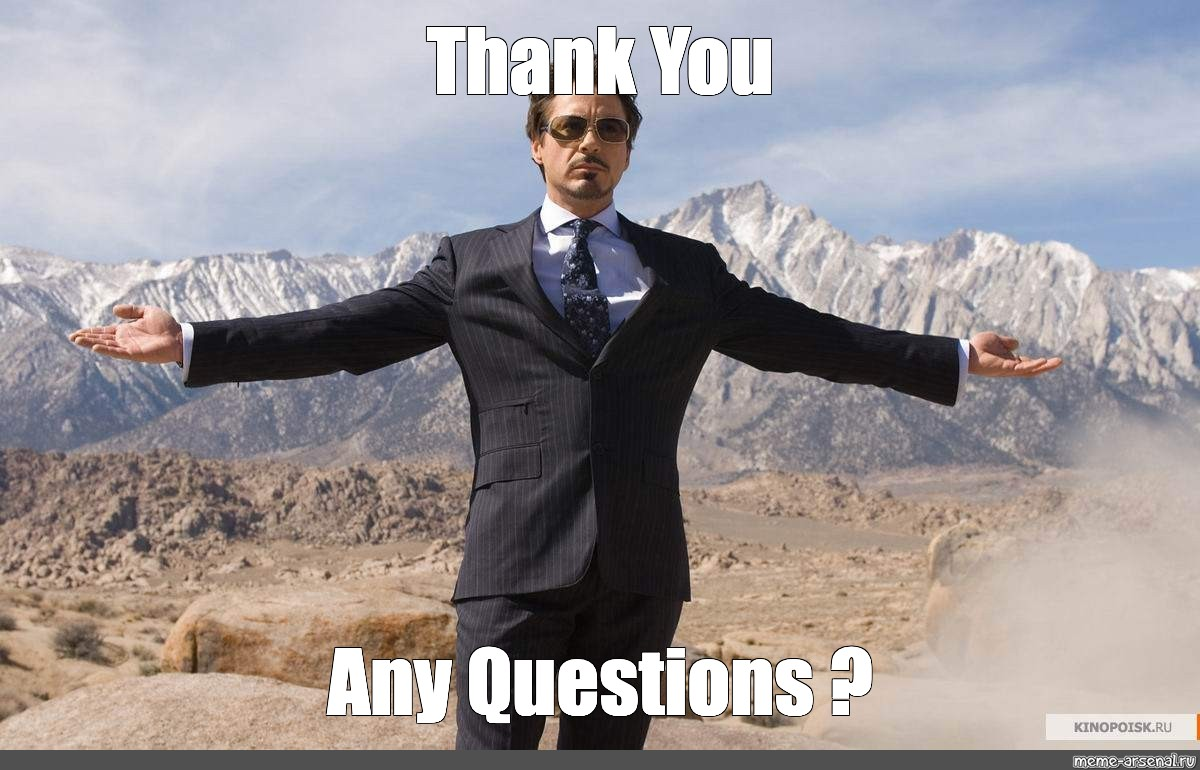 Thank You
Any Questions ?
KINOPOISK.RU
meme-arsenal.ru